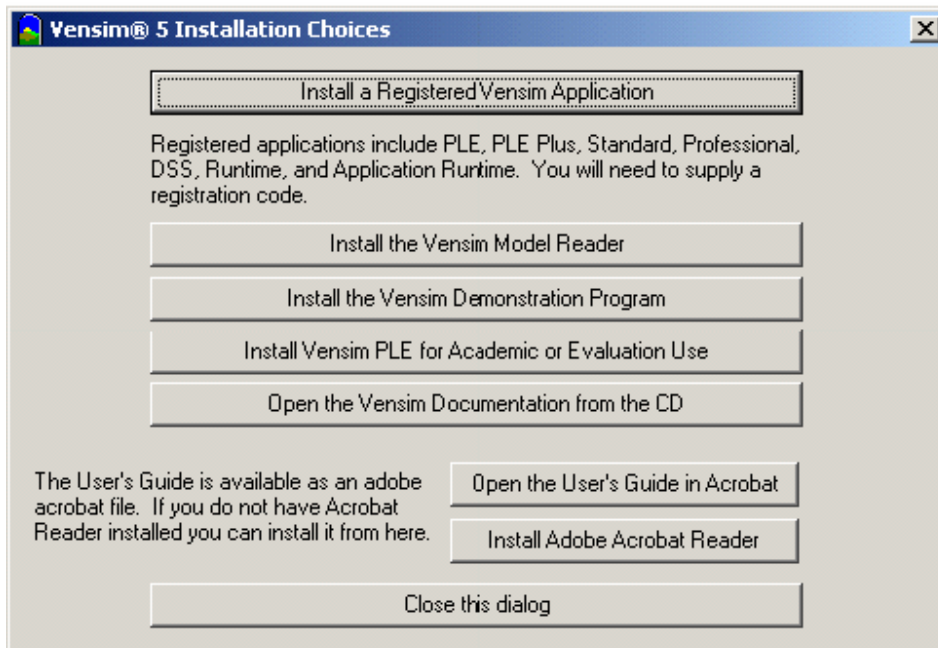 Vensim® 5 Installation Choices
Install a Registered Vensim Application
Registered applications include PLE, PLE Plus, Standard, Professional,
DSS, Runtime, and Application Runtime. You will need to supply a
registration code.
Install the Vensim Model Reader
Install the Vensim Demonstration Program
Install Vensim PLE for Academic or Evaluation Use
Open the Vensim Documentation from the CD
The User's Guide is available as an adobe
acrobat file. If you do not have Acrobat
Reader installed you can install it from here.
Open the User's Guide in Acrobat
Install Adobe Acrobat Reader
Close this dialog